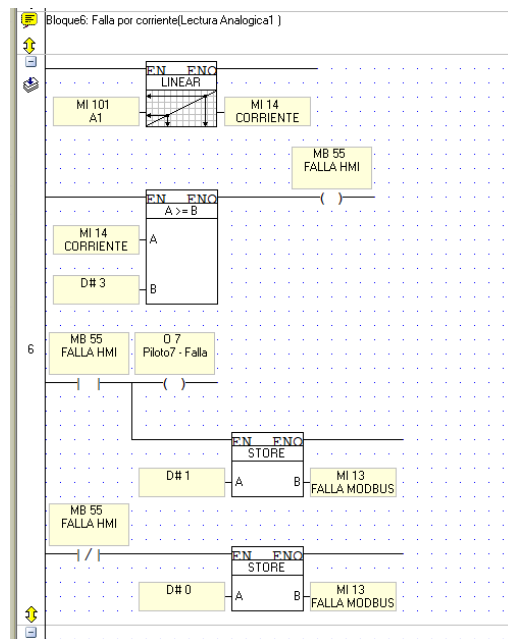 Bloque6: Falla por corriente(Lectura Analogica1 )
EN ENO
LINEAR
MI 101
A1
MI 14
CORRIENTE
MB 55
FALLA HMI
EN ENO
A >= B
MI 14
CORRIENTE
A
D# 3
B
6
MB 55
FALLA HMI
O 7
Piloto7 - Falla
EN ENO
STORE
D# 1
A
B
MI 13
FALLA MODBUS
MB 55
FALLA HMI
EN ENO
STORE
D# 0
A
B
MI 13
FALLA MODBUS